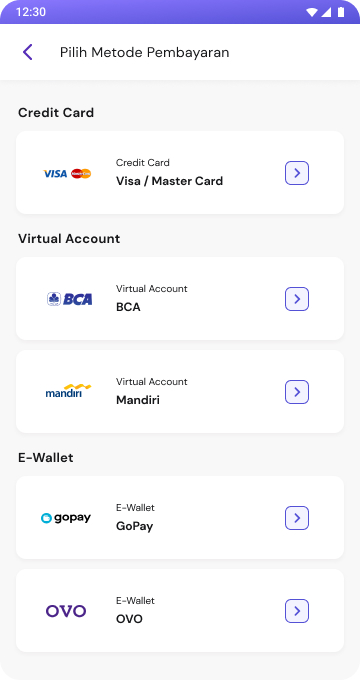 12:30
Pilih Metode Pembayaran
Credit Card
VISA MasterCard
Credit Card
Visa / Master Card
Virtual Account
BCA
Virtual Account
BCA
mandırı
Virtual Account
Mandiri
E-Wallet
gopay
E-Wallet
GoPay
OVO
E-Wallet
OVO